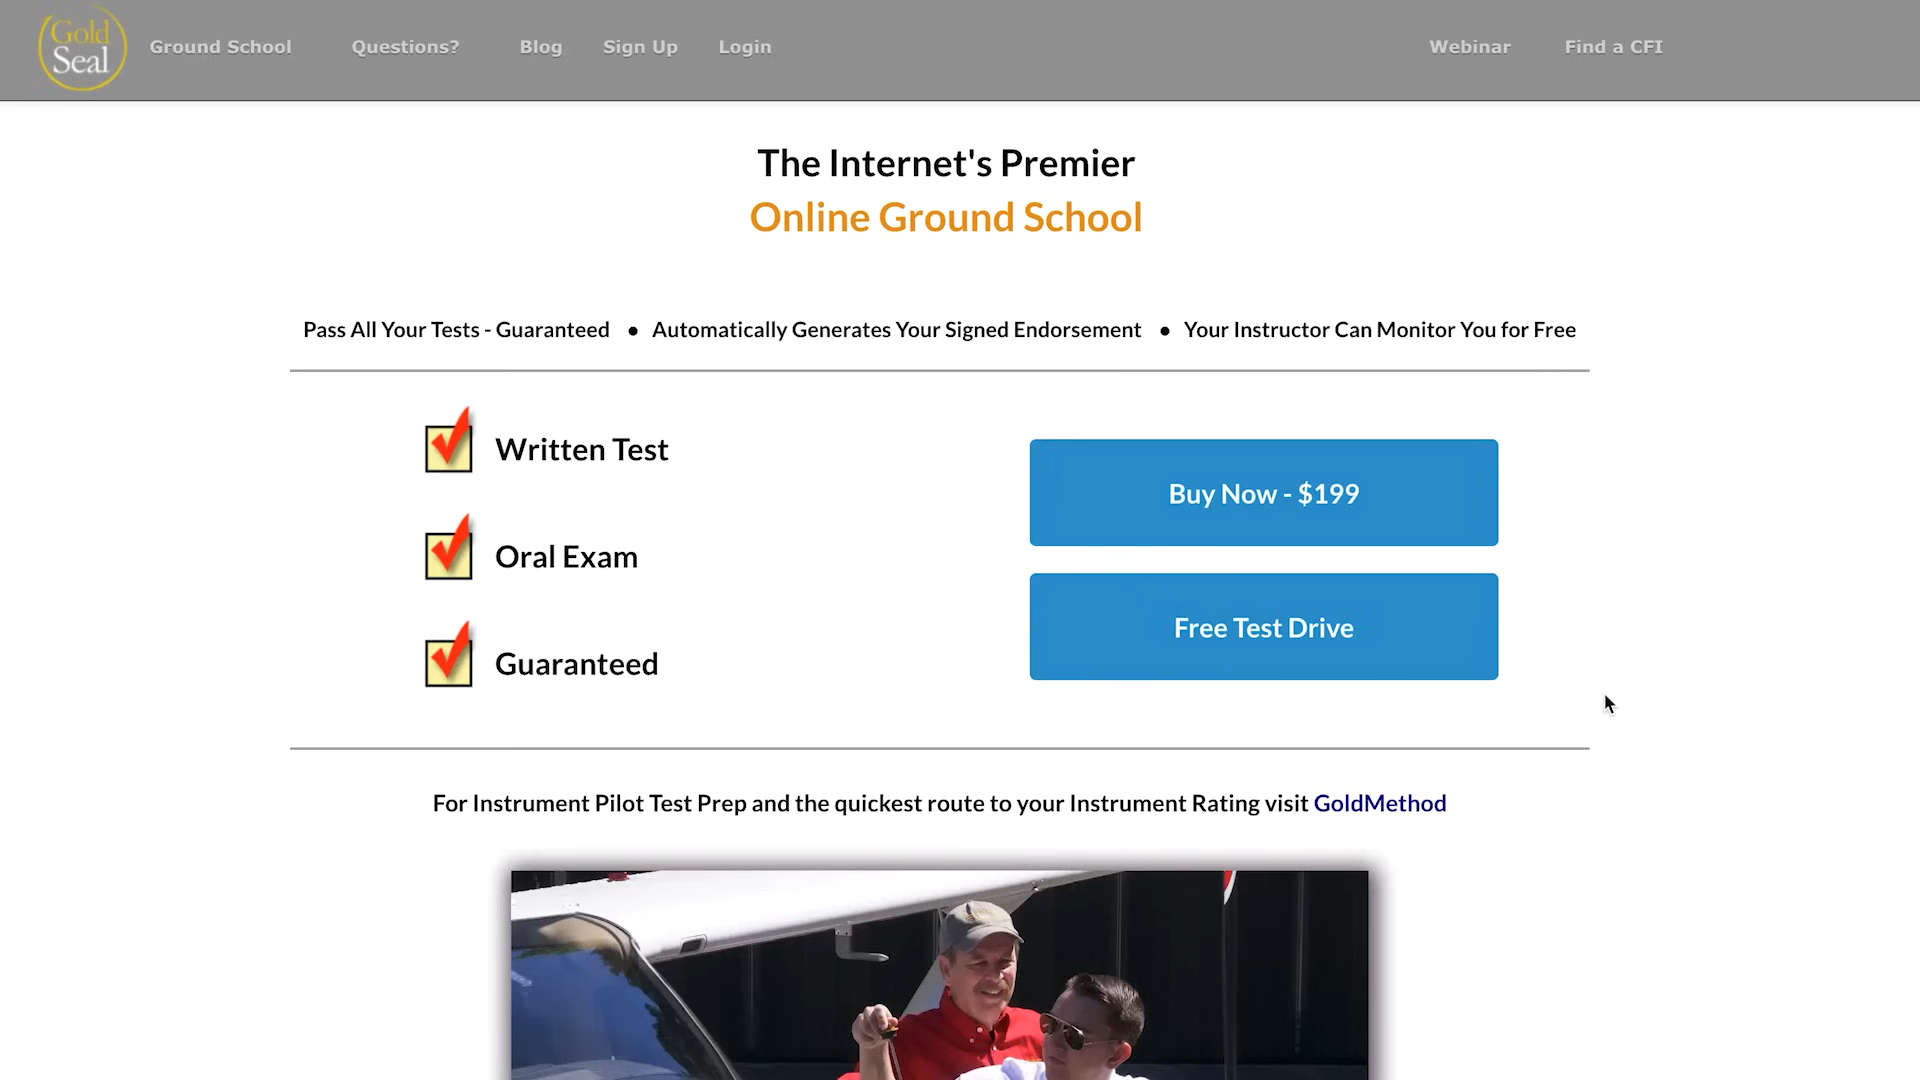 Gold
Seal
Ground School
Questions?
Blog
Sign Up
Login
Webinar
Find a CFI
The Internet's Premier
Online Ground School
Pass All Your Tests - Guaranteed • Automatically Generates Your Signed Endorsement • Your Instructor Can Monitor You for Free
Written Test
Oral Exam
Guaranteed
Buy Now - $199
Free Test Drive
For Instrument Pilot Test Prep and the quickest route to your Instrument Rating visit GoldMethod